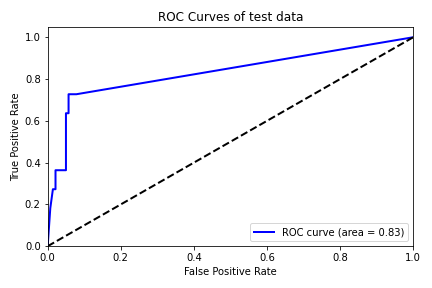 ROC Curves of test data
True Positive Rate
1.0
0.8
0.6
0.4
0.2
0.0
ROC curve (area = 0.83)
0.0 0.2 0.4 0.6 0.8 1.0
False Positive Rate